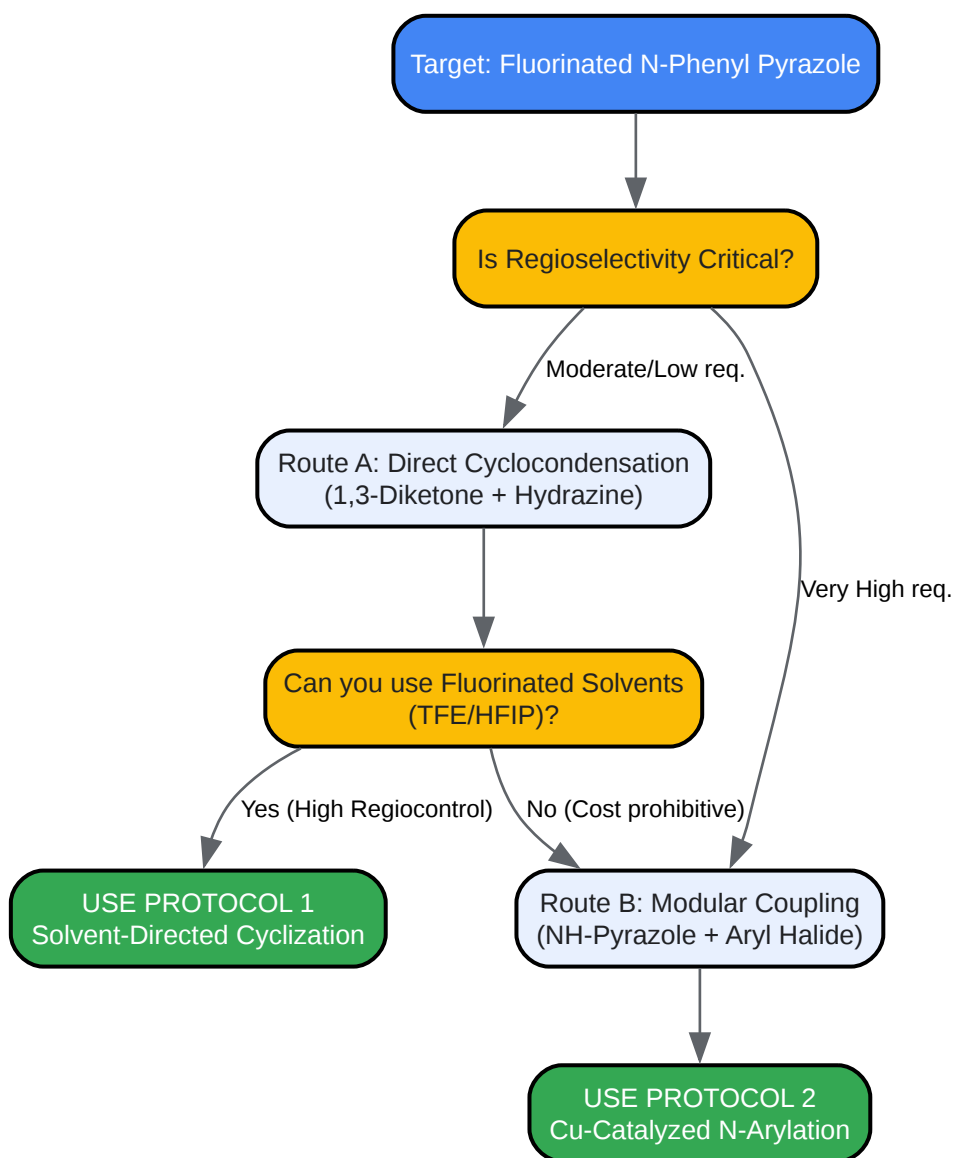 Target: Fluorinated N-Phenyl Pyrazole
Is Regioselectivity Critical?
Moderate/Low req.
Route A: Direct Cyclocondensation
(1,3-Diketone + Hydrazine)
Very High req.
Can you use Fluorinated Solvents
(TFE/HFIP)?
Yes (High Regiocontrol)
No (Cost prohibitive)
USE PROTOCOL 1
Solvent-Directed Cyclization
Route B: Modular Coupling
(NH-Pyrazole + Aryl Halide)
USE PROTOCOL 2
Cu-Catalyzed N-Arylation